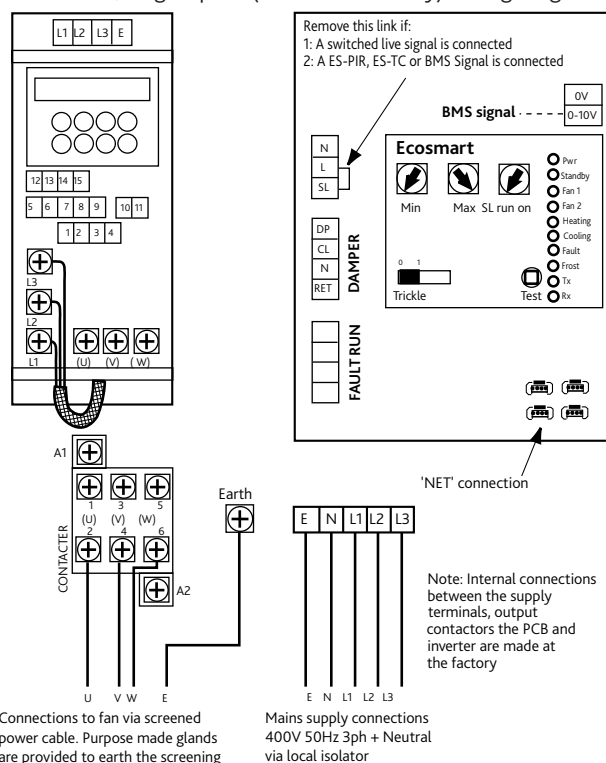 L1 L2 L3 E
12 13 14 15
5 6 7 8 9 10 11
1 2 3 4
L3
L2
L1 (U) (V) (W)
A1
1 3 5
(U) (V) (W)
2 4 6
CONTACTER
A2
Earth
U V W E
Connections to fan via screened
power cable. Purpose made glands
are provided to earth the screening
Remove this link if:
1: A switched live signal is connected
2: A ES-PIR, ES-TC or BMS Signal is connected
BMS signal
0V
0-10V
N
L
SL
DP
CL
N
RET
DAMPER
FAULT RUN
Ecosmart
Min Max SL run on
0 1
Trickle
Test
Pwr
Standby
Fan 1
Fan 2
Heating
Cooling
Fault
Frost
Tx
Rx
'NET' connection
E N L1 L2 L3
E N L1 L2 L3
Mains supply connections
400V 50Hz 3ph + Neutral
via local isolator
Note: Internal connections
between the supply
terminals, output
contactors the PCB and
inverter are made at
the factory